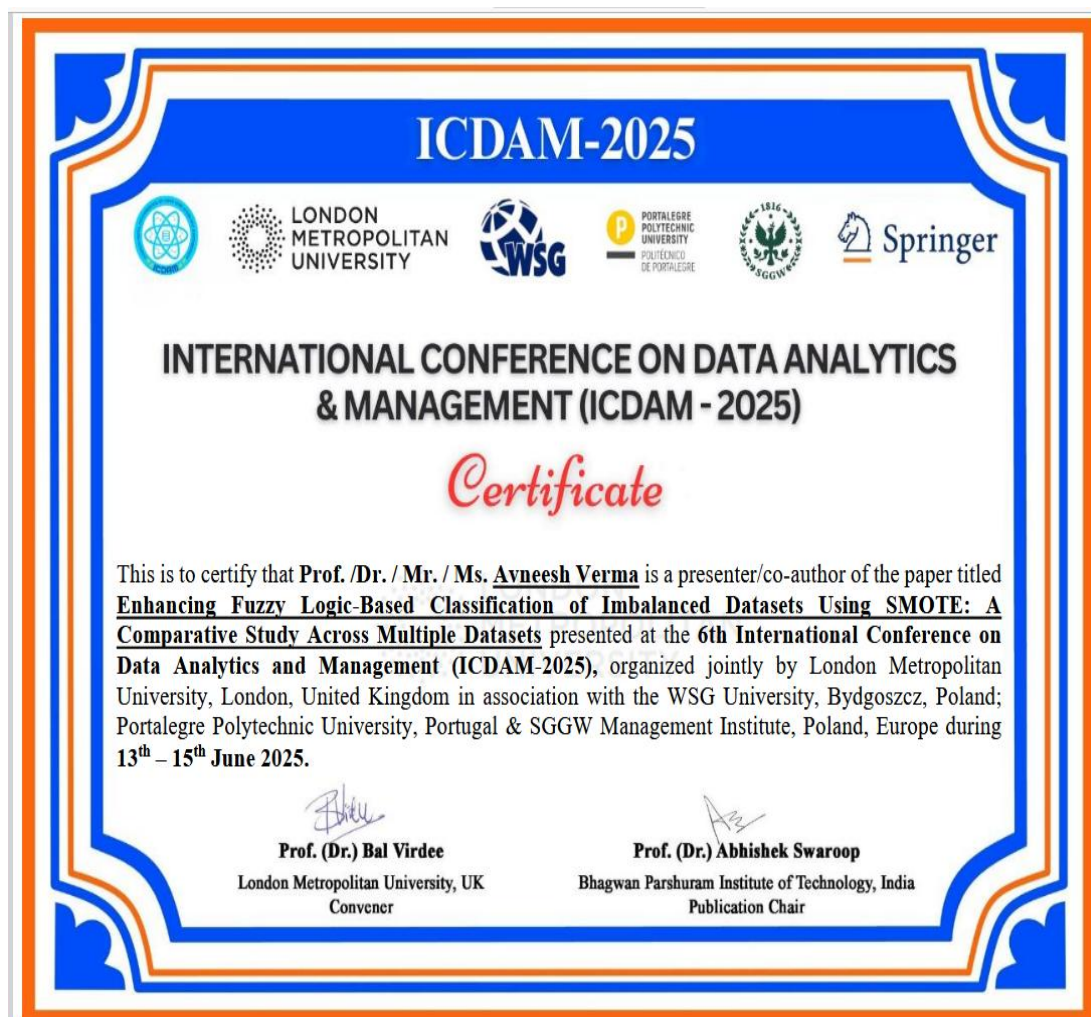 ICDAM-2025
ICDAM
LONDON
METROPOLITAN
UNIVERSITY
WSG
P
PORTALEGRE
POLYTECHNIC
UNIVERSITY
POLITÉCNICO
DE PORTALEGRE
1816
SGGW
Springer
INTERNATIONAL CONFERENCE ON DATA ANALYTICS
& MANAGEMENT (ICDAM - 2025)
Certificate
This is to certify that Prof. /Dr. / Mr. / Ms. Avneesh Verma is a presenter/co-author of the paper titled
Enhancing Fuzzy Logic-Based Classification of Imbalanced Datasets Using SMOTE: A
Comparative Study Across Multiple Datasets presented at the 6th International Conference on
Data Analytics and Management (ICDAM-2025), organized jointly by London Metropolitan
University, London, United Kingdom in association with the WSG University, Bydgoszcz, Poland;
Portalegre Polytechnic University, Portugal & SGGW Management Institute, Poland, Europe during
13th – 15th June 2025.
Prof. (Dr.) Bal Virdee
London Metropolitan University, UK
Convener
Prof. (Dr.) Abhishek Swaroop
Bhagwan Parshuram Institute of Technology, India
Publication Chair